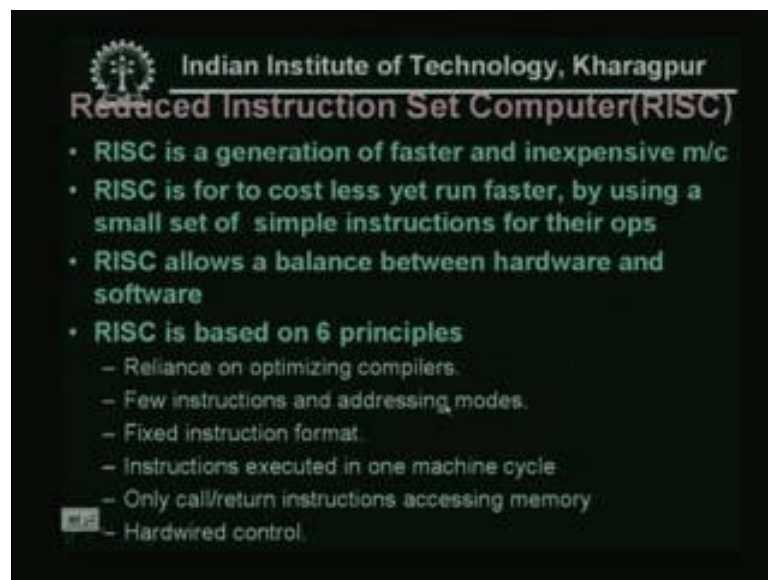 Indian Institute of Technology, Kharagpur
Reduced Instruction Set Computer(RISC)
• RISC is a generation of faster and inexpensive m/c
• RISC is for to cost less yet run faster, by using a
small set of simple instructions for their ops
• RISC allows a balance between hardware and
software
• RISC is based on 6 principles
– Reliance on optimizing compilers.
– Few instructions and addressing modes.
– Fixed instruction format.
– Instructions executed in one machine cycle
– Only call/return instructions accessing memory
– Hardwired control.